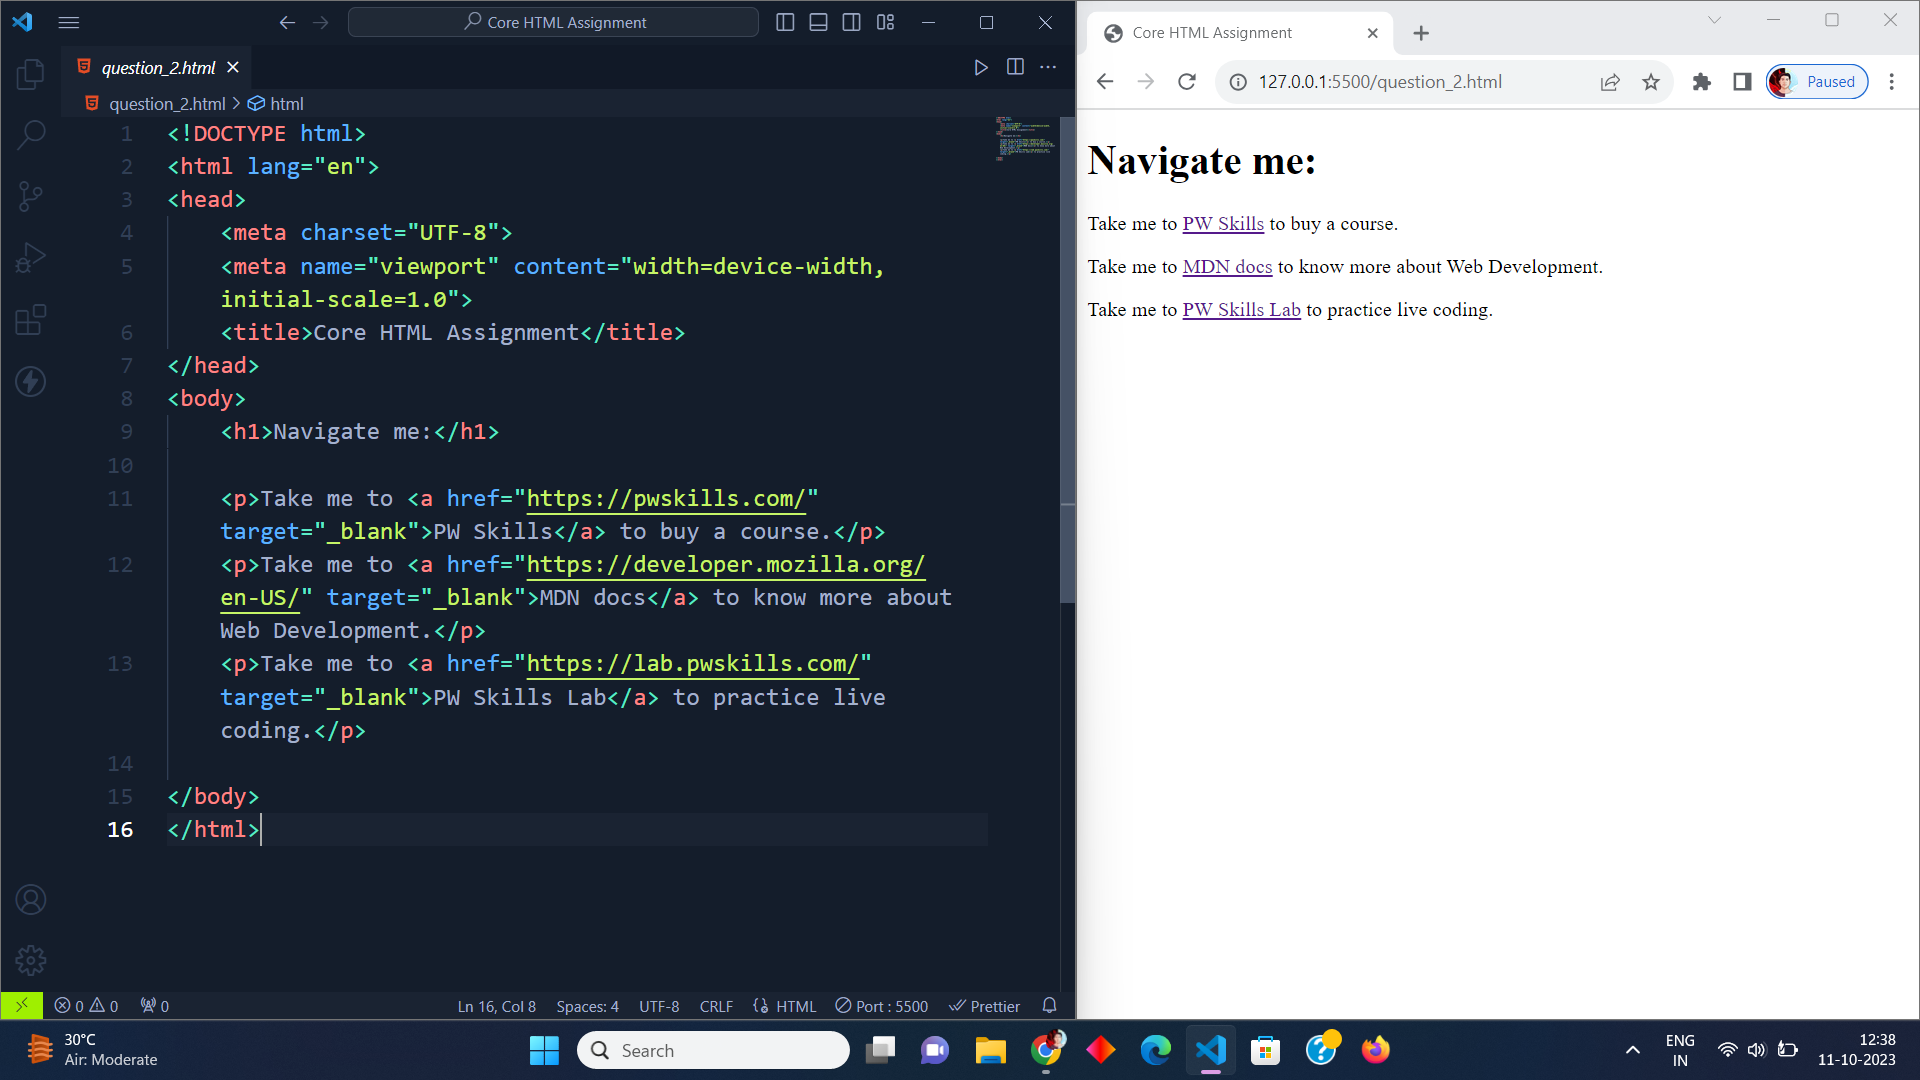 Core HTML Assignment
question_2.html
question_2.html > html
1 <!DOCTYPE html>
2 <html lang="en">
3 <head>
4 <meta charset="UTF-8">
5 <meta name="viewport" content="width=device-width,
initial-scale=1.0">
6 <title>Core HTML Assignment</title>
7 </head>
8 <body>
9 <h1>Navigate me:</h1>
10
11 <p>Take me to <a href="https://pwskills.com/"
target="_blank">PW Skills</a> to buy a course.</p>
12 <p>Take me to <a href="https://developer.mozilla.org/
en-US/" target="_blank">MDN docs</a> to know more about
Web Development.</p>
13 <p>Take me to <a href="https://lab.pwskills.com/"
target="_blank">PW Skills Lab</a> to practice live
coding.</p>
14
15 </body>
16 </html>
0 0 0 Ln 16, Col 8 Spaces: 4 UTF-8 CRLF HTML Port : 5500 Prettier
Core HTML Assignment
127.0.0.1:5500/question_2.html
Paused
Navigate me:
Take me to PW Skills to buy a course.
Take me to MDN docs to know more about Web Development.
Take me to PW Skills Lab to practice live coding.
30°C
Air: Moderate
Search
ENG
IN
12:38
11-10-2023